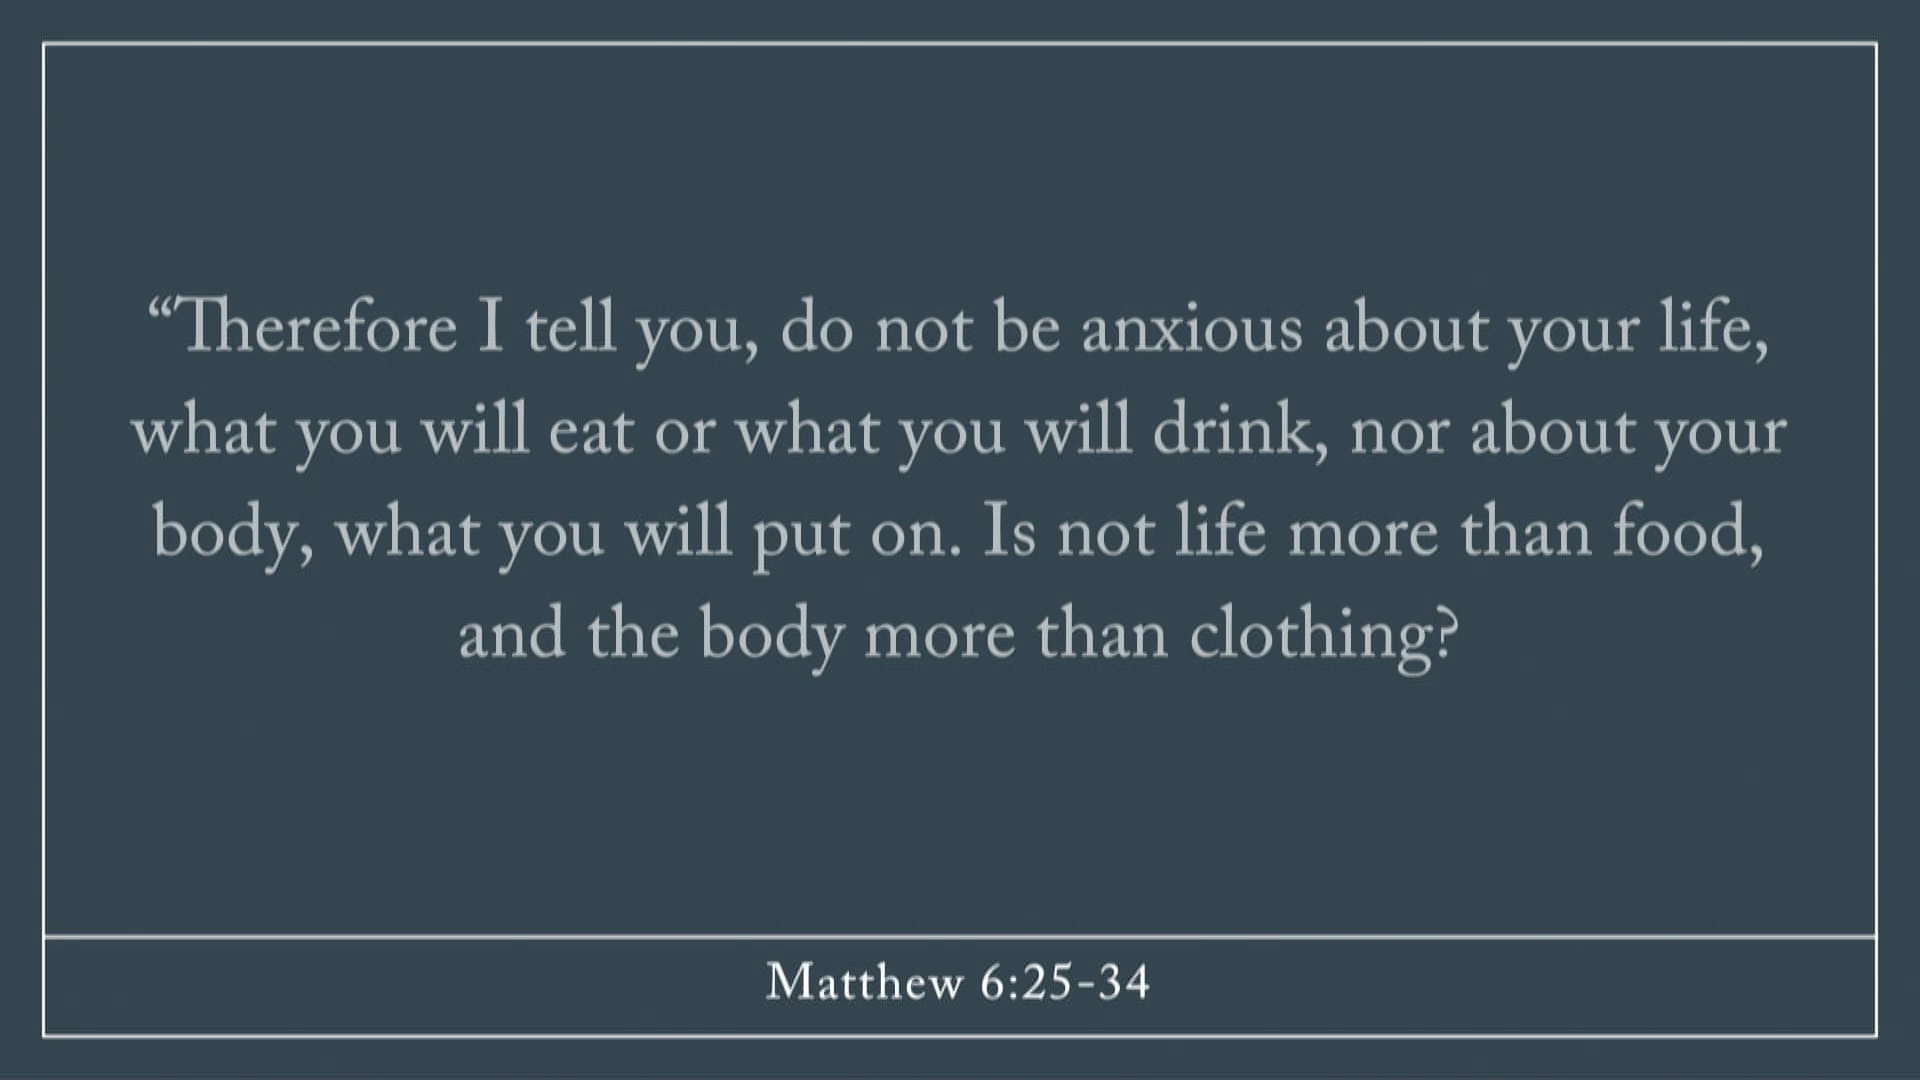 “Therefore I tell you, do not be anxious about your life,
what you will eat or what you will drink, nor about your
body, what you will put on. Is not life more than food,
and the body more than clothing?
Matthew 6:25-34